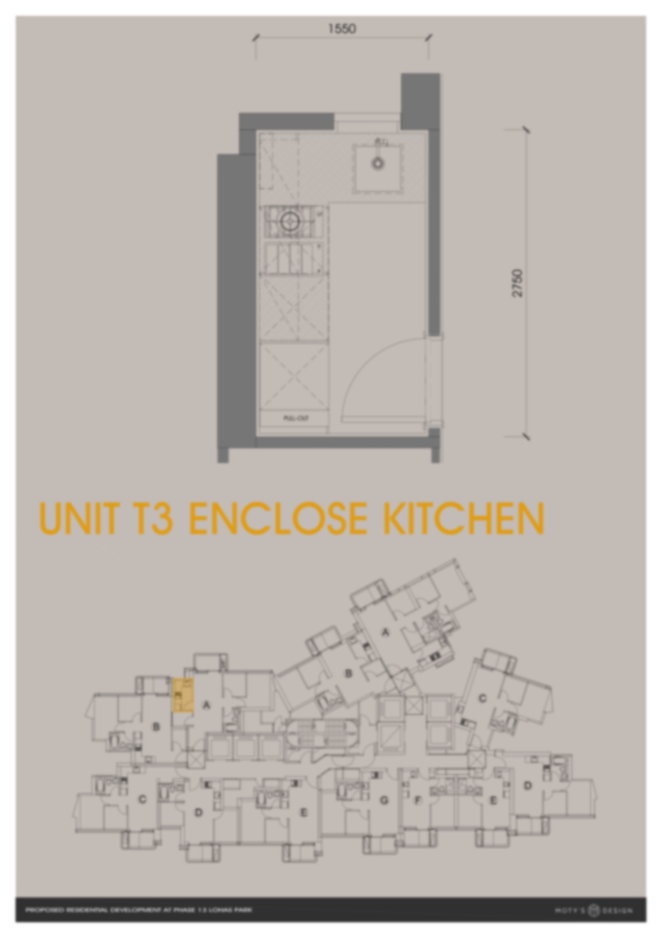 1550
2750
PULL-OUT
UNIT T3 ENCLOSE KITCHEN
A
B
A
C
B
D
C
D
E
G
F
E
PROPOSED RESIDENTIAL DEVELOPMENT AT PHASE 13 LOHAS PARK
MOTY'S DESIGN